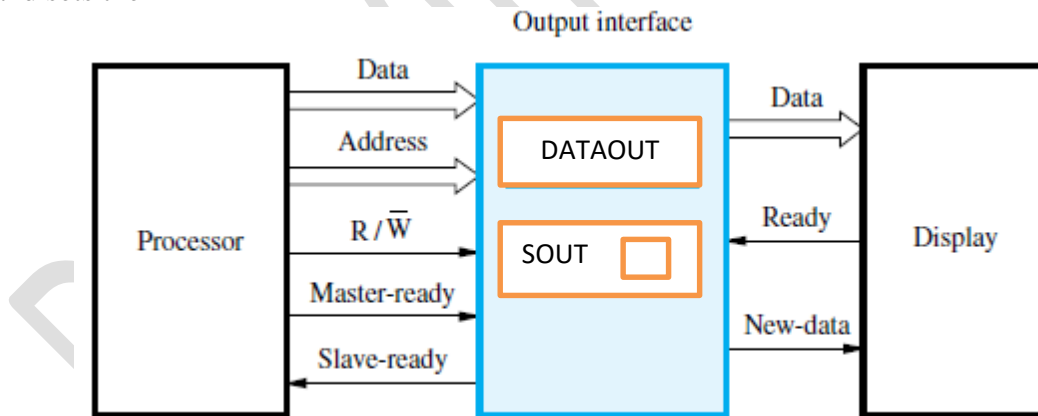 Output interface
Data
Data
Address
DATAOUT
Processor
R / W̅
SOUT
Ready
Display
Master-ready
New-data
Slave-ready